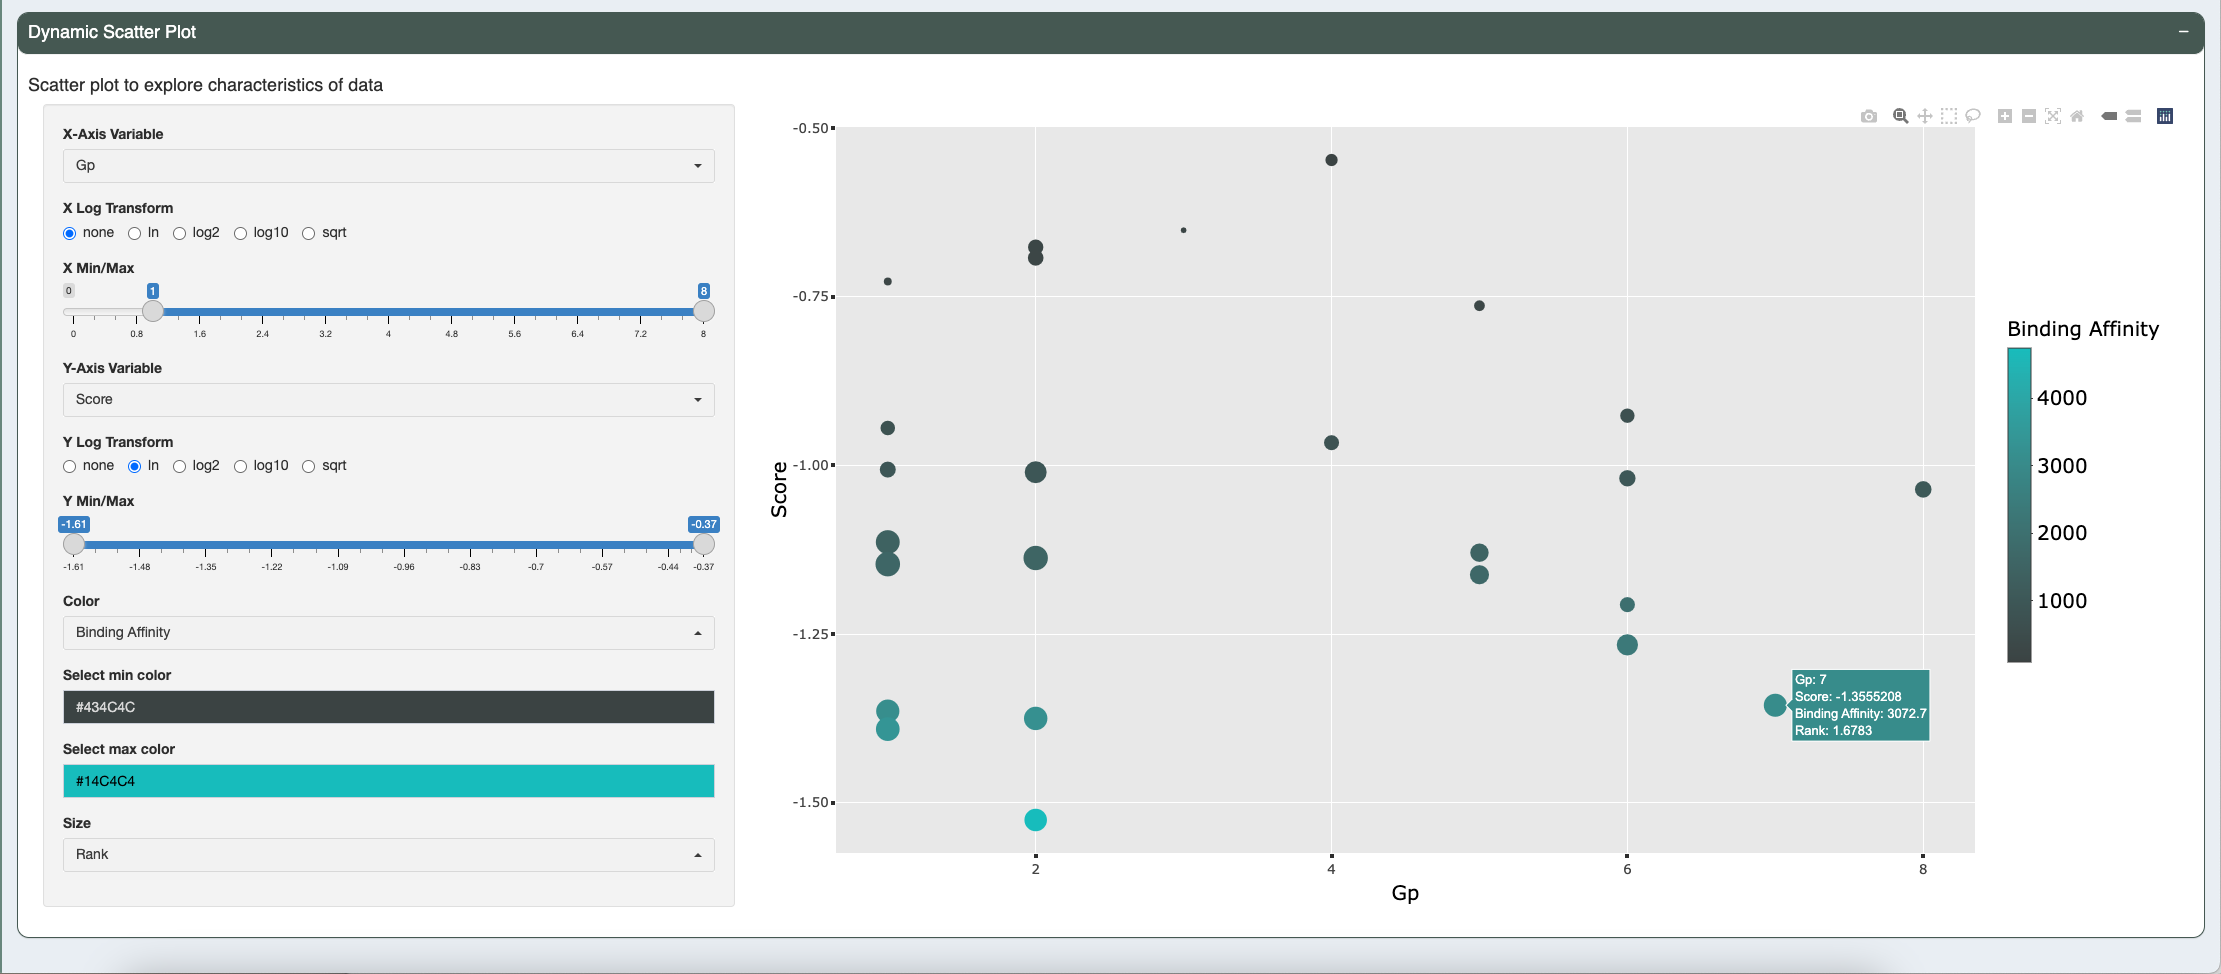 Dynamic Scatter Plot
Scatter plot to explore characteristics of data
X-Axis Variable
Gp
X Log Transform
none ln log2 log10 sqrt
X Min/Max
0 1 8
0 0.8 1.6 2.4 3.2 4 4.8 5.6 6.4 7.2 8
Y-Axis Variable
Score
Y Log Transform
none ln log2 log10 sqrt
Y Min/Max
-1.61 -0.37
-1.61 -1.48 -1.35 -1.22 -1.09 -0.96 -0.83 -0.7 -0.57 -0.44 -0.37
Color
Binding Affinity
Select min color
#434C4C
Select max color
#14C4C4
Size
Rank
-0.50
-0.75
-1.00
-1.25
-1.50
Score
2 4 6 8
Gp
Gp: 7
Score: -1.3555208
Binding Affinity: 3072.7
Rank: 1.6783
Binding Affinity
4000
3000
2000
1000